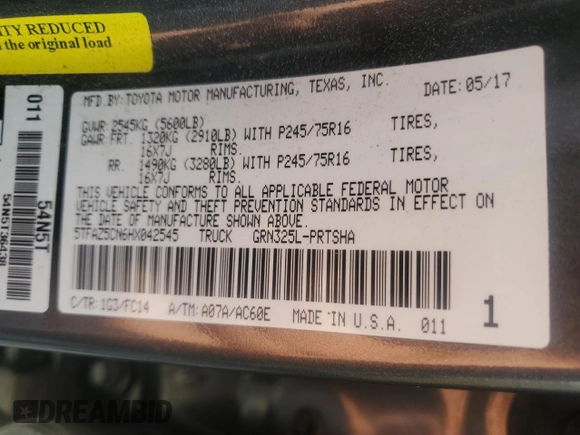 ITY REDUCED
n the original load
MFD BY: TOYOTA MOTOR MANUFACTURING, TEXAS, INC. DATE: 05/17
GVWR: 2545KG (5600LB)
GAWR: FRT. 1320KG (2910LB) WITH P245/75R16 TIRES,
16X7J RIMS.
RR. 1490KG (3280LB) WITH P245/75R16 TIRES,
16X7J RIMS.
THIS VEHICLE CONFORMS TO ALL APPLICABLE FEDERAL MOTOR
VEHICLE SAFETY AND THEFT PREVENTION STANDARDS IN EFFECT ON
THE DATE OF MANUFACTURE SHOWN ABOVE.
5TFAZ5CN6HX042545 TRUCK GRN325L-PRTSHA
C/TR: 1G3/FC14 A/TM: A07A/AC60E MADE IN U.S.A. 011
1
011
54N5T
DREAMBID